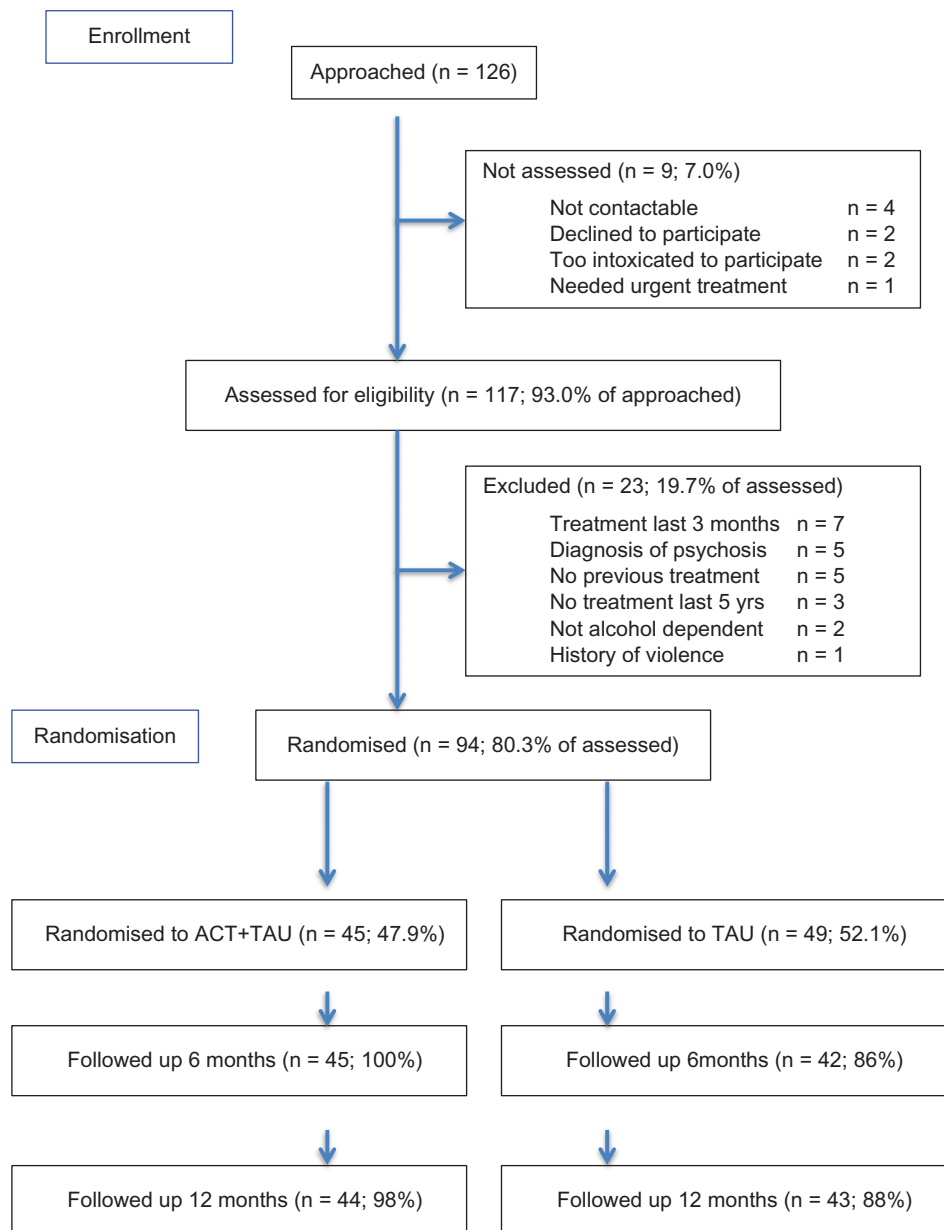 Enrollment
Approached (n = 126)
Not assessed (n = 9; 7.0%)
Not contactable n = 4
Declined to participate n = 2
Too intoxicated to participate n = 2
Needed urgent treatment n = 1
Assessed for eligibility (n = 117; 93.0% of approached)
Excluded (n = 23; 19.7% of assessed)
Treatment last 3 months n = 7
Diagnosis of psychosis n = 5
No previous treatment n = 5
No treatment last 5 yrs n = 3
Not alcohol dependent n = 2
History of violence n = 1
Randomisation
Randomised (n = 94; 80.3% of assessed)
Randomised to ACT+TAU (n = 45; 47.9%)
Randomised to TAU (n = 49; 52.1%)
Followed up 6 months (n = 45; 100%)
Followed up 6months (n = 42; 86%)
Followed up 12 months (n = 44; 98%)
Followed up 12 months (n = 43; 88%)